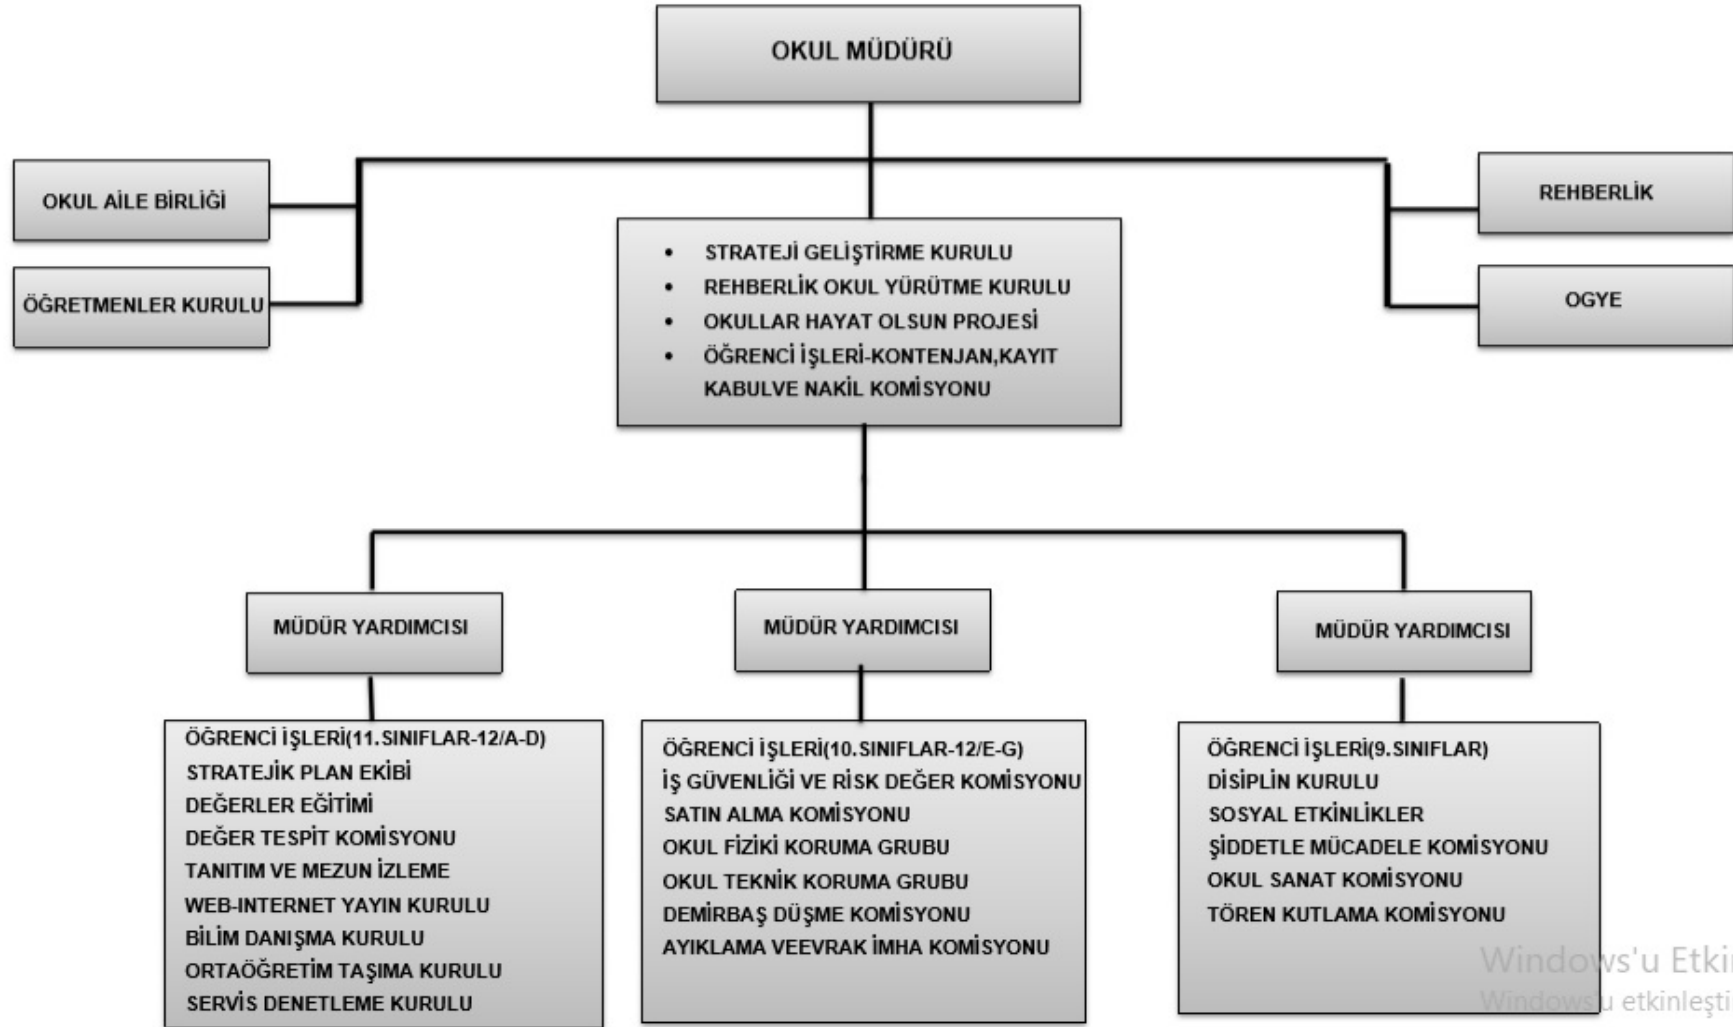 OKUL MÜDÜRÜ
OKUL AİLE BİRLİĞİ
ÖĞRETMENLER KURULU
REHBERLİK
OGYE
• STRATEJİ GELİŞTİRME KURULU
• REHBERLİK OKUL YÜRÜTME KURULU
• OKULLAR HAYAT OLSUN PROJESİ
• ÖĞRENCİ İŞLERİ-KONTENJAN,KAYIT
KABULVE NAKİL KOMİSYONU
MÜDÜR YARDIMCISI
ÖĞRENCİ İŞLERİ(11.SINIFLAR-12/A-D)
STRATEJİK PLAN EKİBİ
DEĞERLER EĞİTİMİ
DEĞER TESPİT KOMİSYONU
TANITIM VE MEZUN İZLEME
WEB-INTERNET YAYIN KURULU
BİLİM DANIŞMA KURULU
ORTAÖĞRETİM TAŞIMA KURULU
SERVİS DENETLEME KURULU
MÜDÜR YARDIMCISI
ÖĞRENCİ İŞLERİ(10.SINIFLAR-12/E-G)
İŞ GÜVENLİĞİ VE RİSK DEĞER KOMİSYONU
SATIN ALMA KOMİSYONU
OKUL FİZİKİ KORUMA GRUBU
OKUL TEKNİK KORUMA GRUBU
DEMİRBAŞ DÜŞME KOMİSYONU
AYIKLAMA VEEVRAK İMHA KOMİSYONU
MÜDÜR YARDIMCISI
ÖĞRENCİ İŞLERİ(9.SINIFLAR)
DİSİPLİN KURULU
SOSYAL ETKİNLİKLER
ŞİDDETLE MÜCADELE KOMİSYONU
OKUL SANAT KOMİSYONU
TÖREN KUTLAMA KOMİSYONU
Windows'u Etki
Windows'u etkinleşti